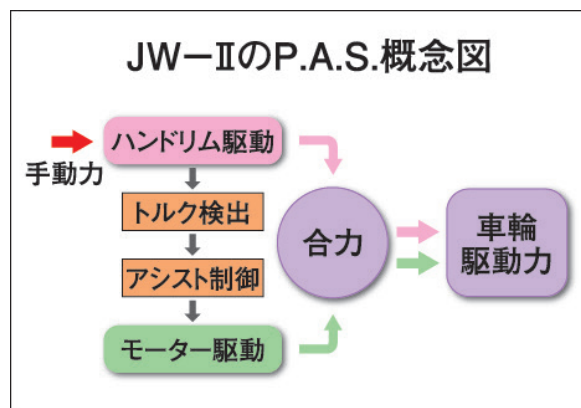 JW－ⅡのP.A.S.概念図
ハンドリム駆動
手動力
トルク検出
アシスト制御
モーター駆動
合力
車輪
駆動力